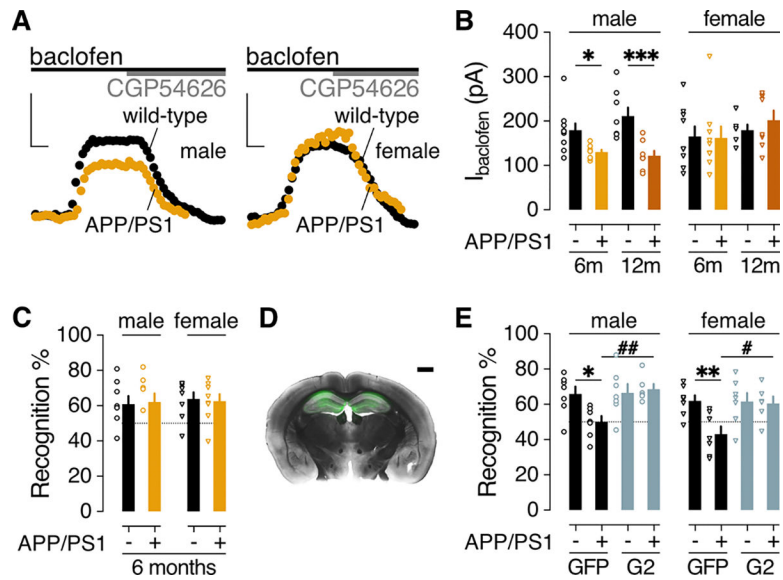 A
baclofen
CGP54626
wild-type
male
APP/PS1
baclofen
CGP54626
wild-type
female
APP/PS1
B
male female
I baclofen (pA)
400
300
200
100
0
* ***
APP/PS1 - + - + - + - +
6m 12m 6m 12m
C
male female
Recognition %
100
80
60
40
20
0
APP/PS1 - + - +
6 months
D
E
male female
Recognition %
100
80
60
40
20
0
* ## ** #
APP/PS1 - + - + - + - +
GFP G2 GFP G2